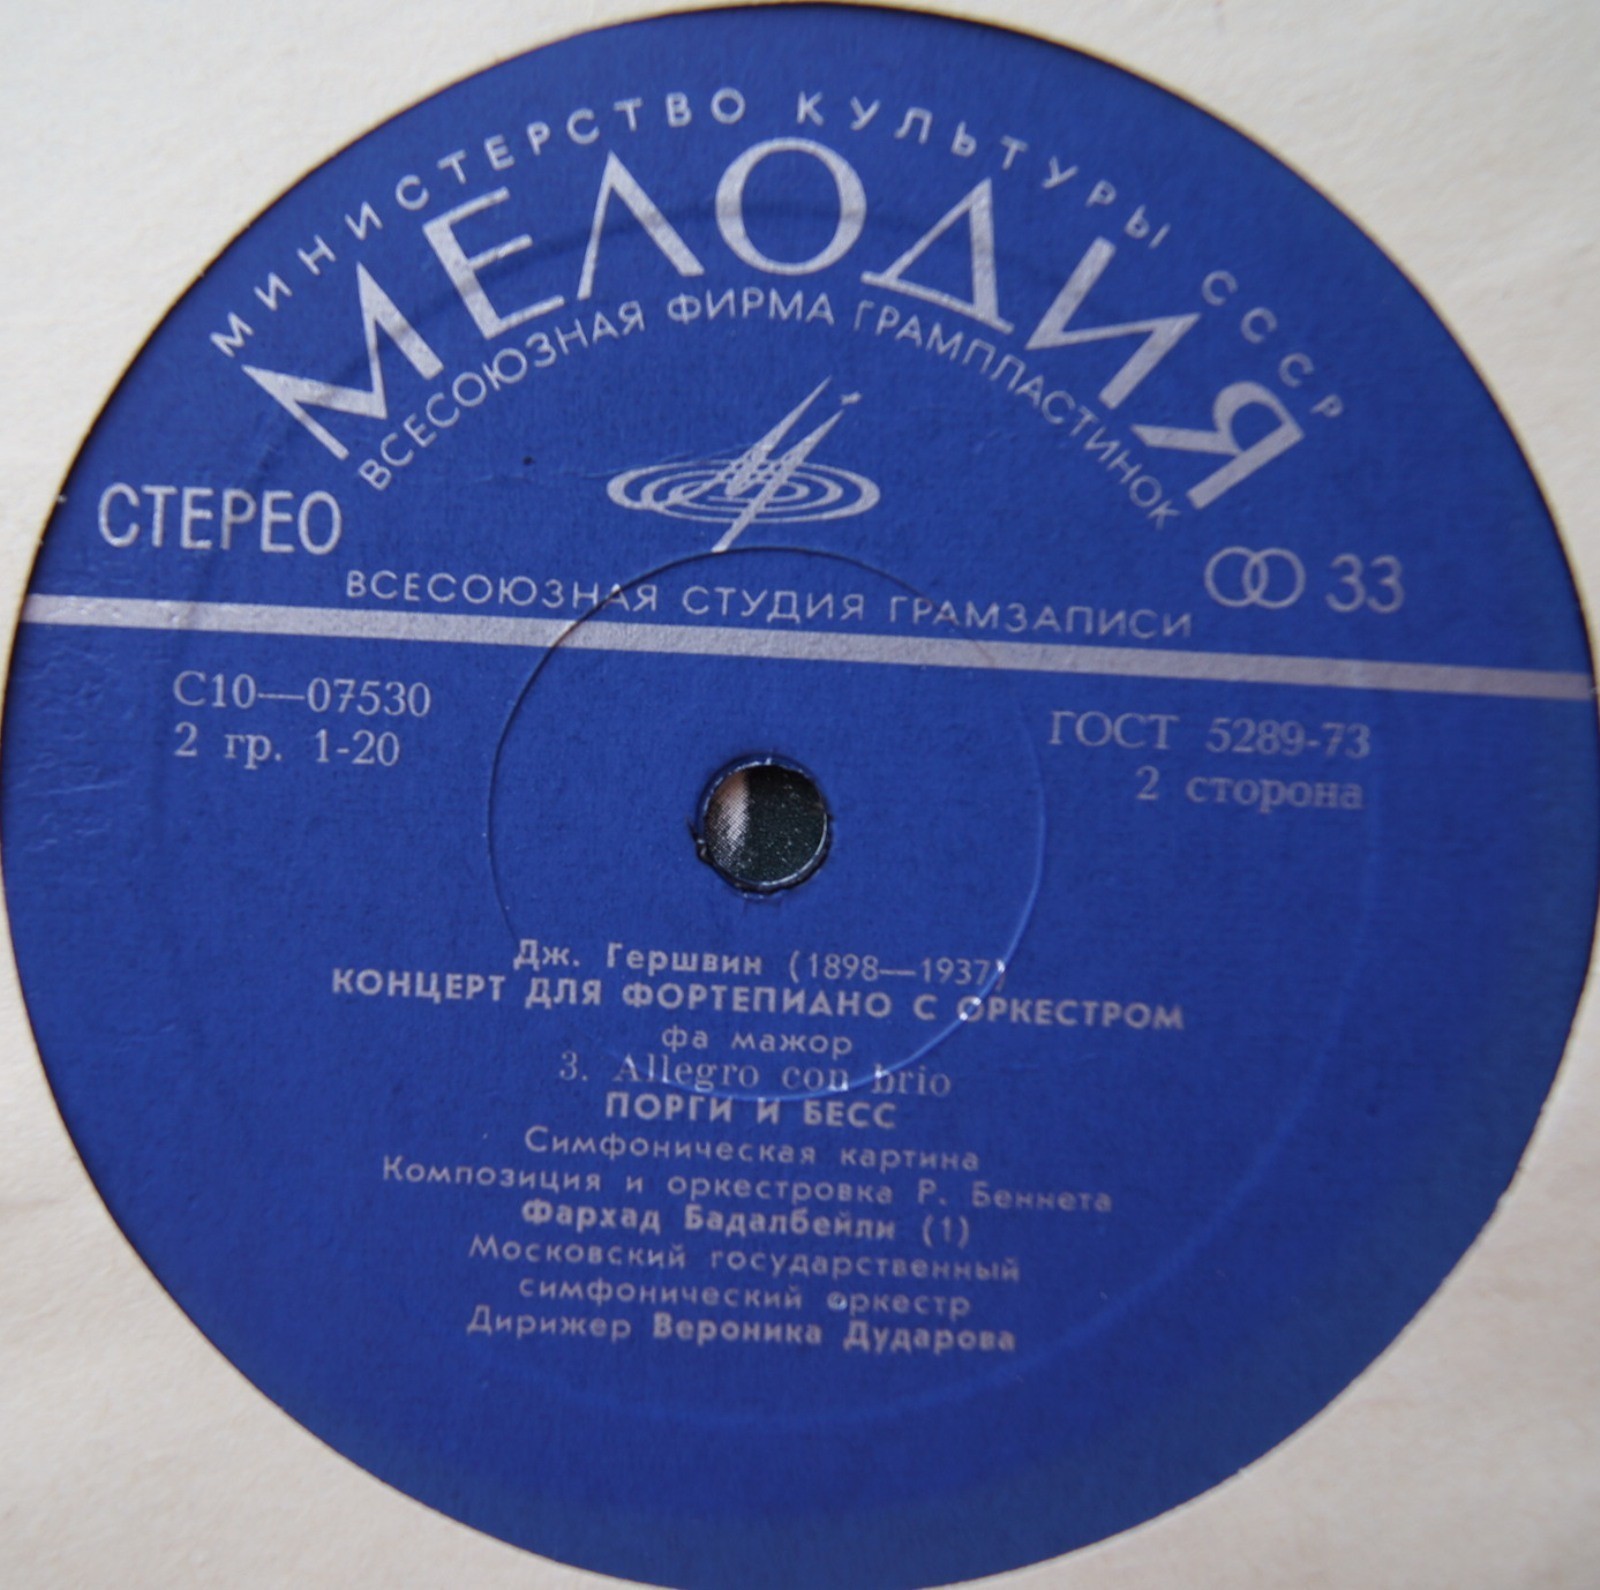 МИНИСТЕРСТВО КУЛЬТУРЫ СССР
МЕЛОДИЯ
ВСЕСОЮЗНАЯ ФИРМА ГРАМПЛАСТИНОК
СТЕРЕО
33
ВСЕСОЮЗНАЯ СТУДИЯ ГРАМЗАПИСИ
С10—07530
2 гр. 1-20
ГОСТ 5289-73
2 сторона
Дж. Гершвин (1898—1937)
КОНЦЕРТ ДЛЯ ФОРТЕПИАНО С ОРКЕСТРОМ
фа мажор
3. Allegro con brio
ПОРГИ И БЕСС
Симфоническая картина
Композиция и оркестровка Р. Беннета
Фархад Бадалбейли (1)
Московский государственный
симфонический оркестр
Дирижер Вероника Дударова